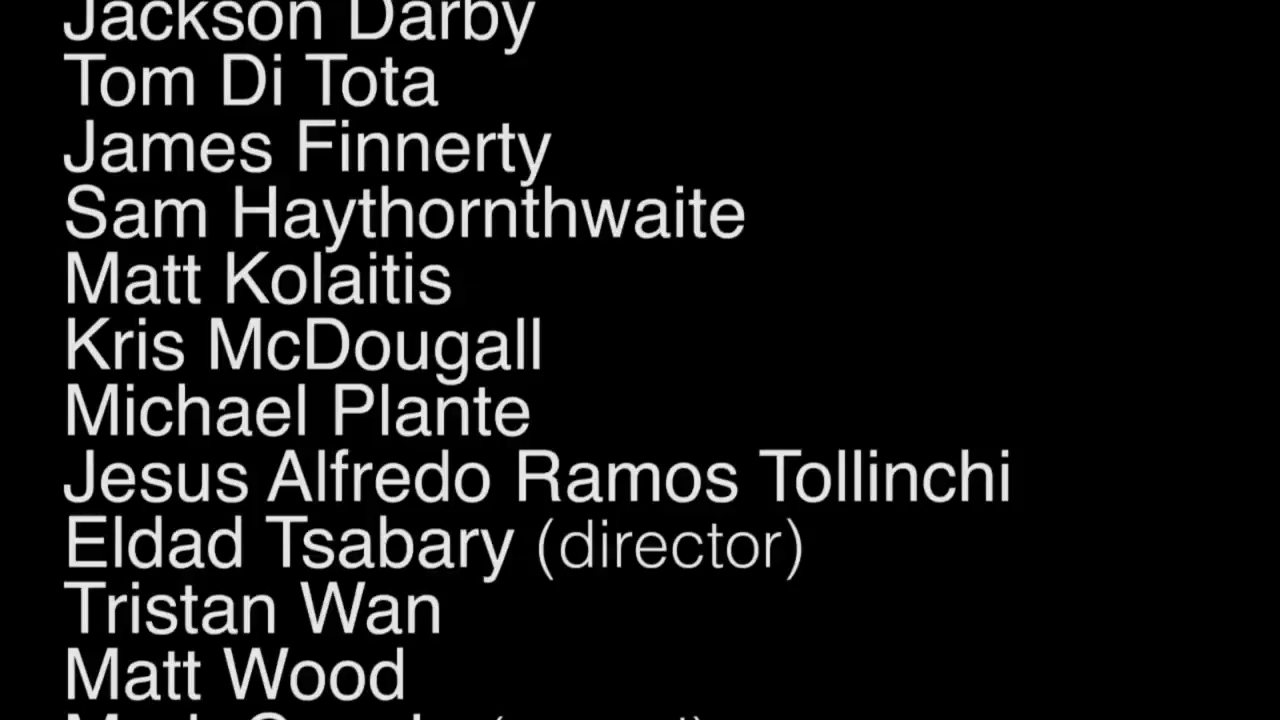 Jackson Darby
Tom Di Tota
James Finnerty
Sam Haythornthwaite
Matt Kolaitis
Kris McDougall
Michael Plante
Jesus Alfredo Ramos Tollinchi
Eldad Tsabary (director)
Tristan Wan
Matt Wood